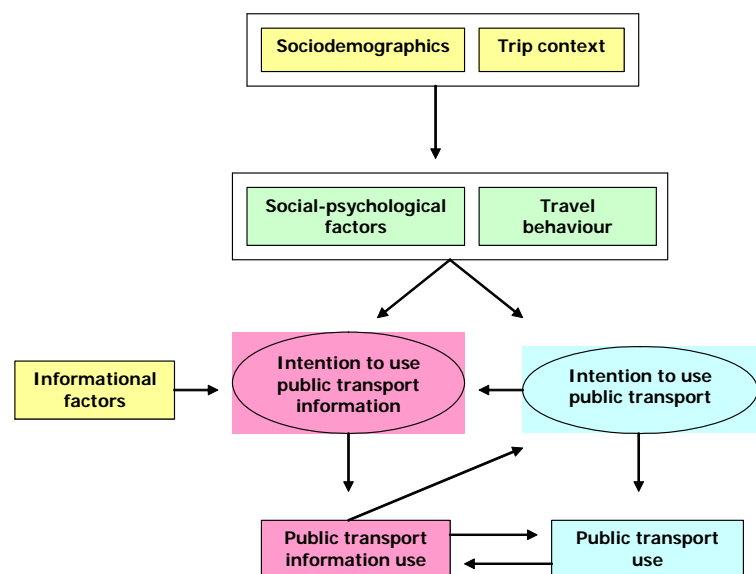 Sociodemographics
Trip context
Social-psychological
factors
Travel
behaviour
Informational
factors
Intention to use
public transport
information
Intention to use
public transport
Public transport
information use
Public transport
use